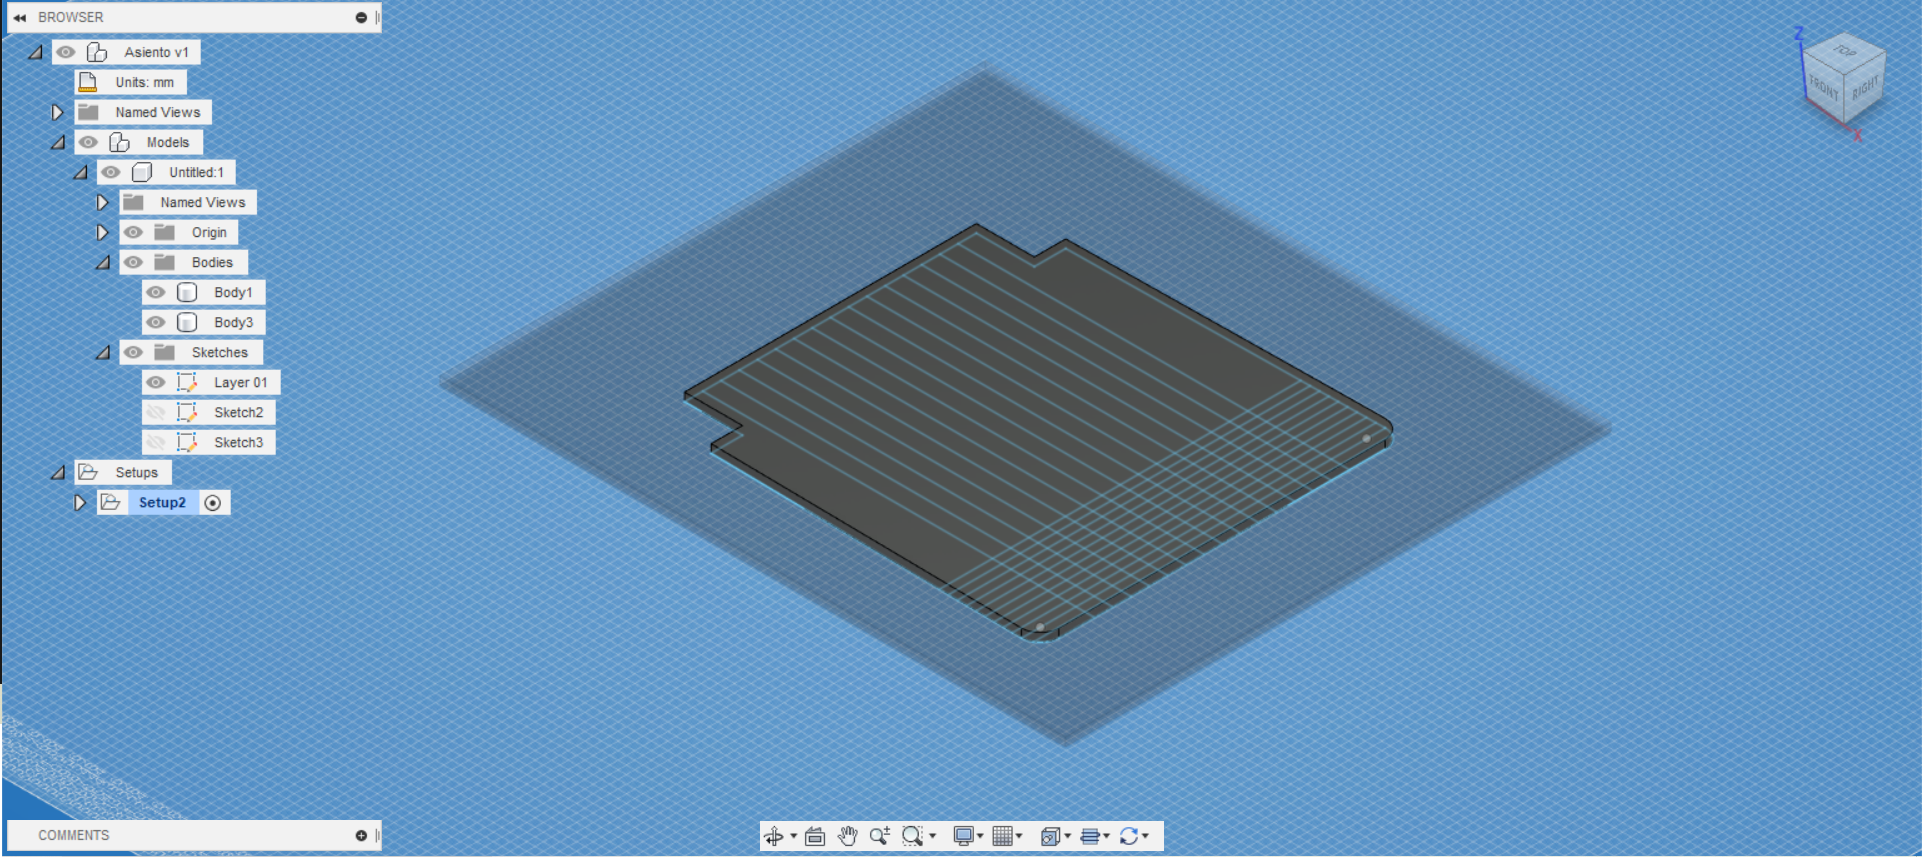 BROWSER
Asiento v1
Units: mm
Named Views
Models
Untitled:1
Named Views
Origin
Bodies
Body1
Body3
Sketches
Layer 01
Sketch2
Sketch3
Setups
Setup2
COMMENTS
Z
TOP
FRONT
RIGHT
X